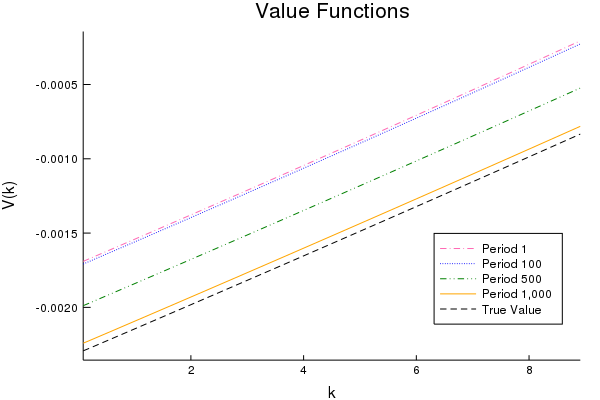 Value Functions
V(k)
-0.0005
-0.0010
-0.0015
-0.0020
2
4
6
8
k
Period 1
Period 100
Period 500
Period 1,000
True Value